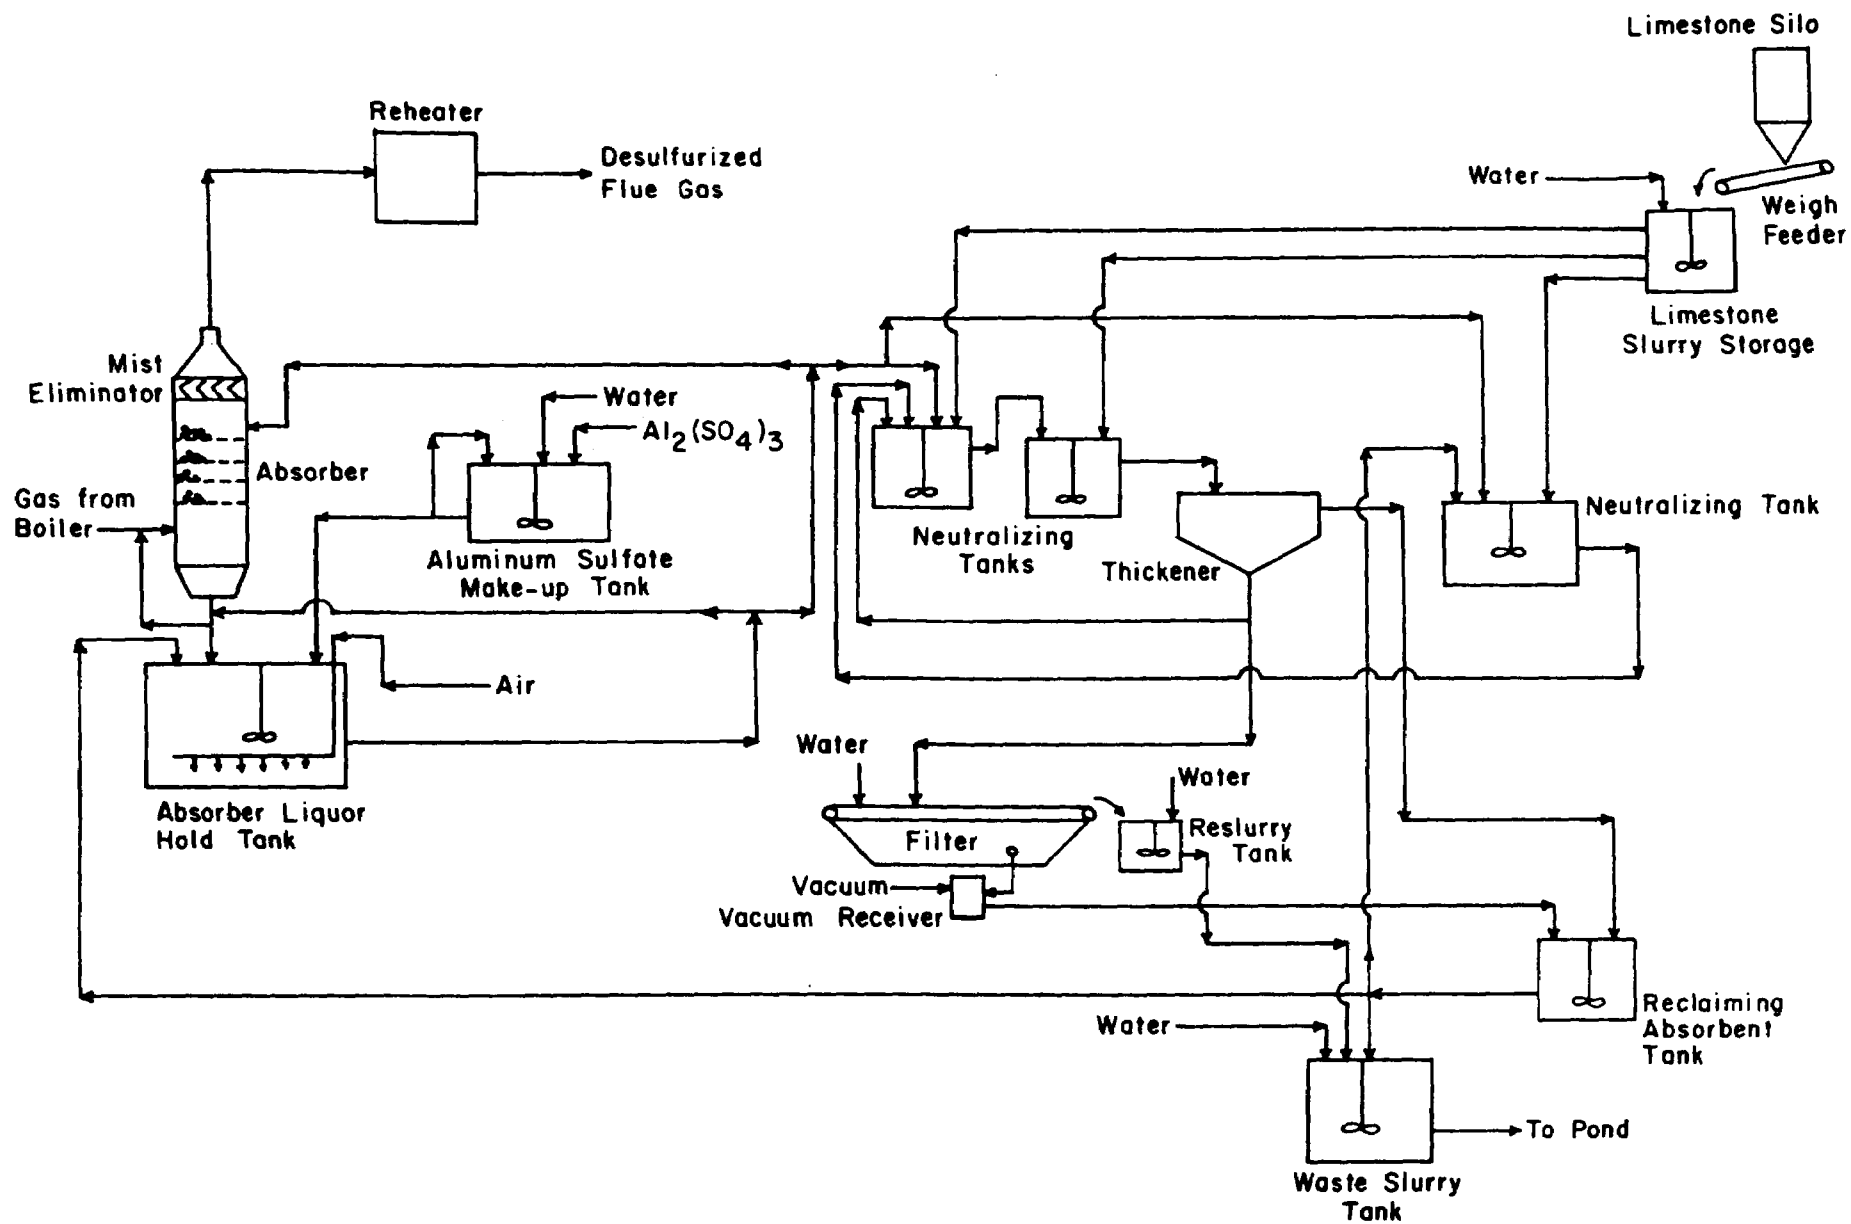 Limestone Silo
Reheater
Desulfurized
Flue Gas
Water
Weigh
Feeder
Limestone
Slurry Storage
Mist
Eliminator
Water
Al2(SO4)3
Absorber
Gas from
Boiler
Aluminum Sulfate
Make-up Tank
Neutralizing
Tanks
Thickener
Neutralizing Tank
Air
Absorber Liquor
Hold Tank
Water
Water
Filter
Reslurry
Tank
Vacuum
Vacuum Receiver
Reclaiming
Absorbent
Tank
Water
To Pond
Waste Slurry
Tank